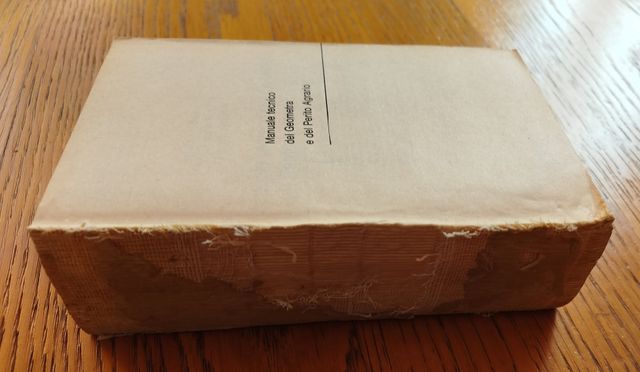 Manuale tecnico
del Geometra
e del Perito Agrario